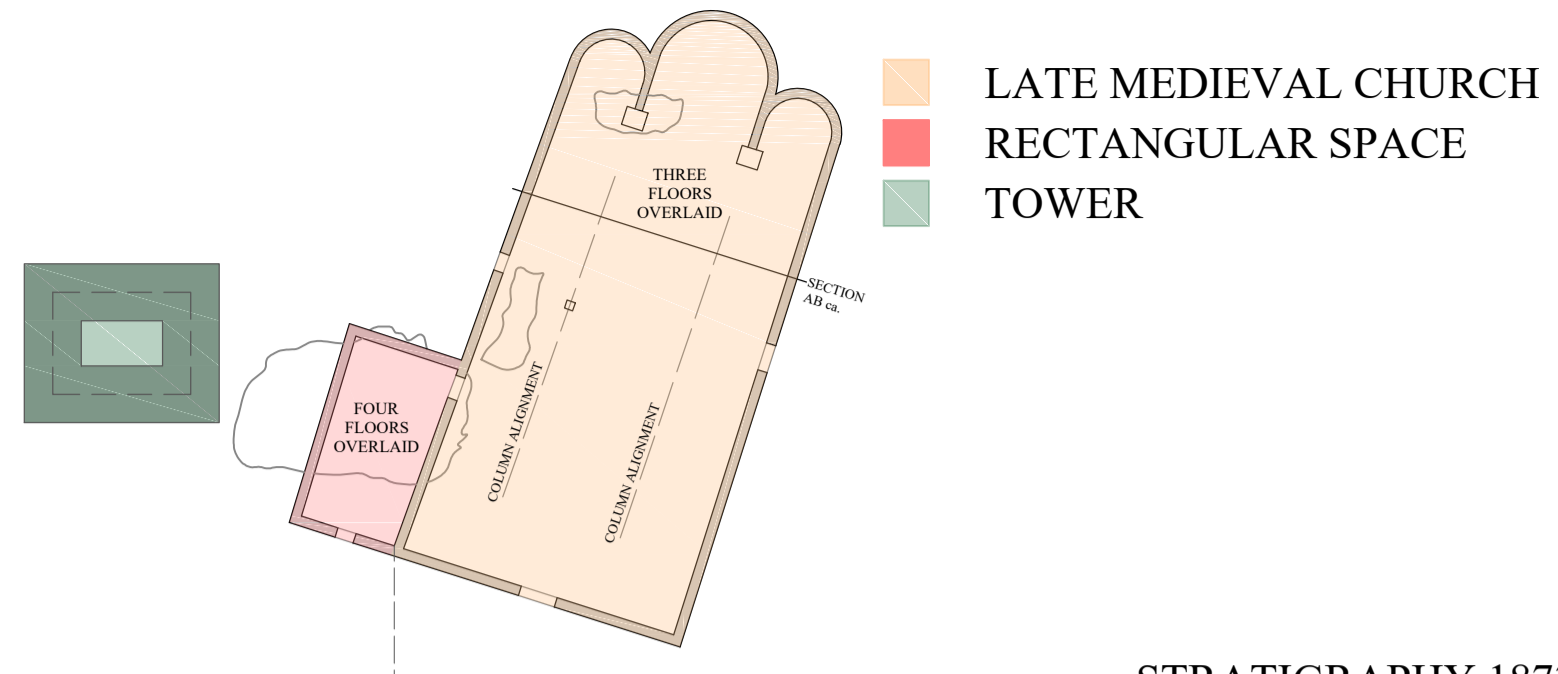 LATE MEDIEVAL CHURCH
RECTANGULAR SPACE
TOWER
THREE
FLOORS
OVERLAID
SECTION
AB ca.
FOUR
FLOORS
OVERLAID
COLUMN ALIGNMENT
COLUMN ALIGNMENT
STRATIGRAPHY